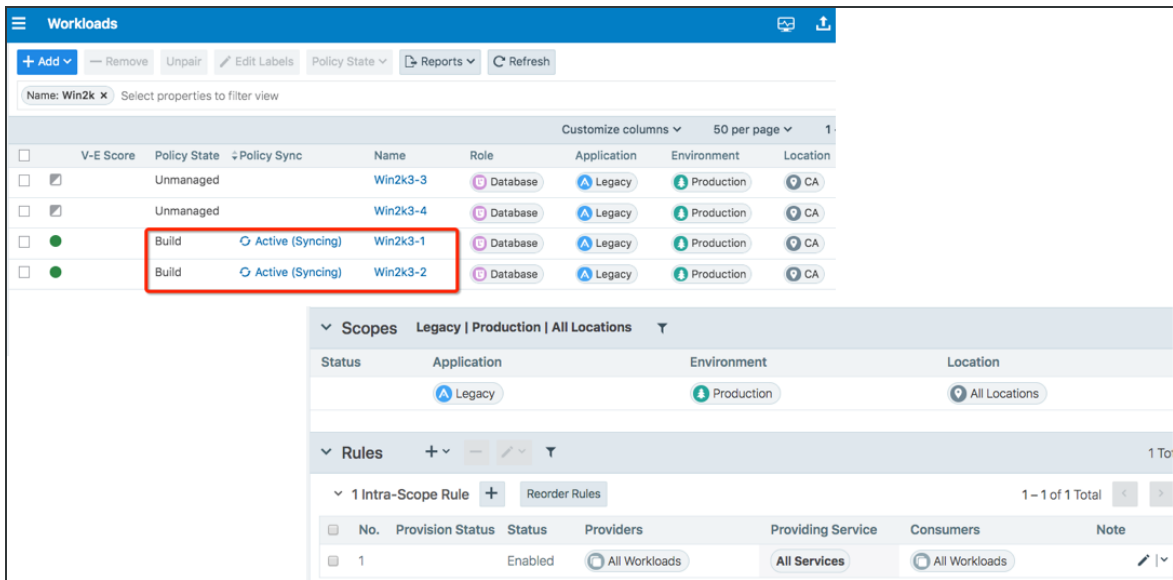 Workloads
+ Add — Remove Unpair Edit Labels Policy State Reports Refresh
Name: Win2k × Select properties to filter view
Customize columns 50 per page 1
V-E Score Policy State Policy Sync Name Role Application Environment Location
Unmanaged Win2k3-3 Database Legacy Production CA
Unmanaged Win2k3-4 Database Legacy Production CA
Build Active (Syncing) Win2k3-1 Database Legacy Production CA
Build Active (Syncing) Win2k3-2 Database Legacy Production CA
Scopes Legacy | Production | All Locations
Status Application Environment Location
Legacy Production All Locations
Rules + — 1 Tot
1 Intra-Scope Rule + Reorder Rules 1 – 1 of 1 Total < >
No. Provision Status Status Providers Providing Service Consumers Note
1 Enabled All Workloads All Services All Workloads